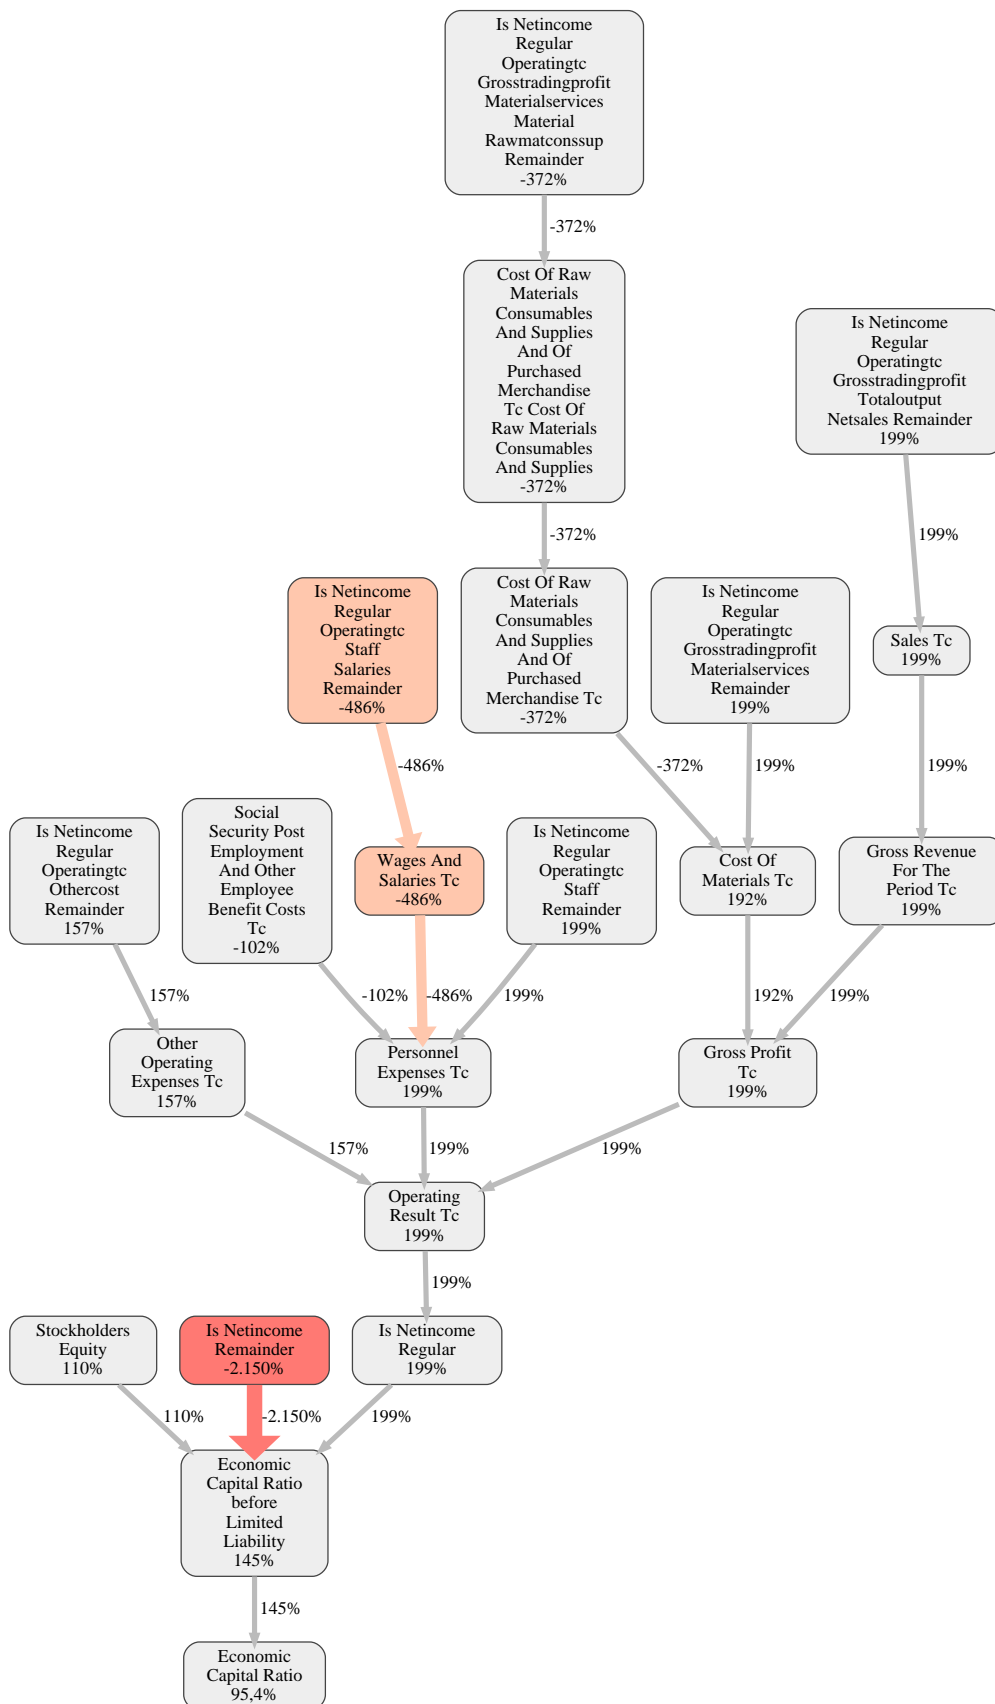 Is Netincome
Regular
Operatingtc
Grosstradingprofit
Materialservices
Material
Rawmatconssup
Remainder
-372%
-372%
Cost Of Raw
Materials
Consumables
And Supplies
And Of
Purchased
Merchandise
Tc Cost Of
Raw Materials
Consumables
And Supplies
-372%
Is Netincome
Regular
Operatingtc
Grosstradingprofit
Totaloutput
Netsales Remainder
199%
-372%
199%
Is Netincome
Regular
Operatingtc
Staff
Salaries
Remainder
-486%
Cost Of Raw
Materials
Consumables
And Supplies
And Of
Purchased
Merchandise Tc
-372%
Is Netincome
Regular
Operatingtc
Grosstradingprofit
Materialservices
Remainder
199%
Sales Tc
199%
-486%
-372%
199%
199%
Is Netincome
Regular
Operatingtc
Othercost
Remainder
157%
Social
Security Post
Employment
And Other
Employee
Benefit Costs
Tc
-102%
Wages And
Salaries Tc
-486%
Is Netincome
Regular
Operatingtc
Staff
Remainder
199%
Cost Of
Materials Tc
192%
Gross Revenue
For The
Period Tc
199%
157%
-102%
-486%
199%
192%
199%
Other
Operating
Expenses Tc
157%
Personnel
Expenses Tc
199%
Gross Profit
Tc
199%
157%
199%
199%
Operating
Result Tc
199%
199%
Stockholders
Equity
110%
Is Netincome
Remainder
-2.150%
Is Netincome
Regular
199%
110%
-2.150%
199%
Economic
Capital Ratio
before
Limited
Liability
145%
145%
Economic
Capital Ratio
95,4%